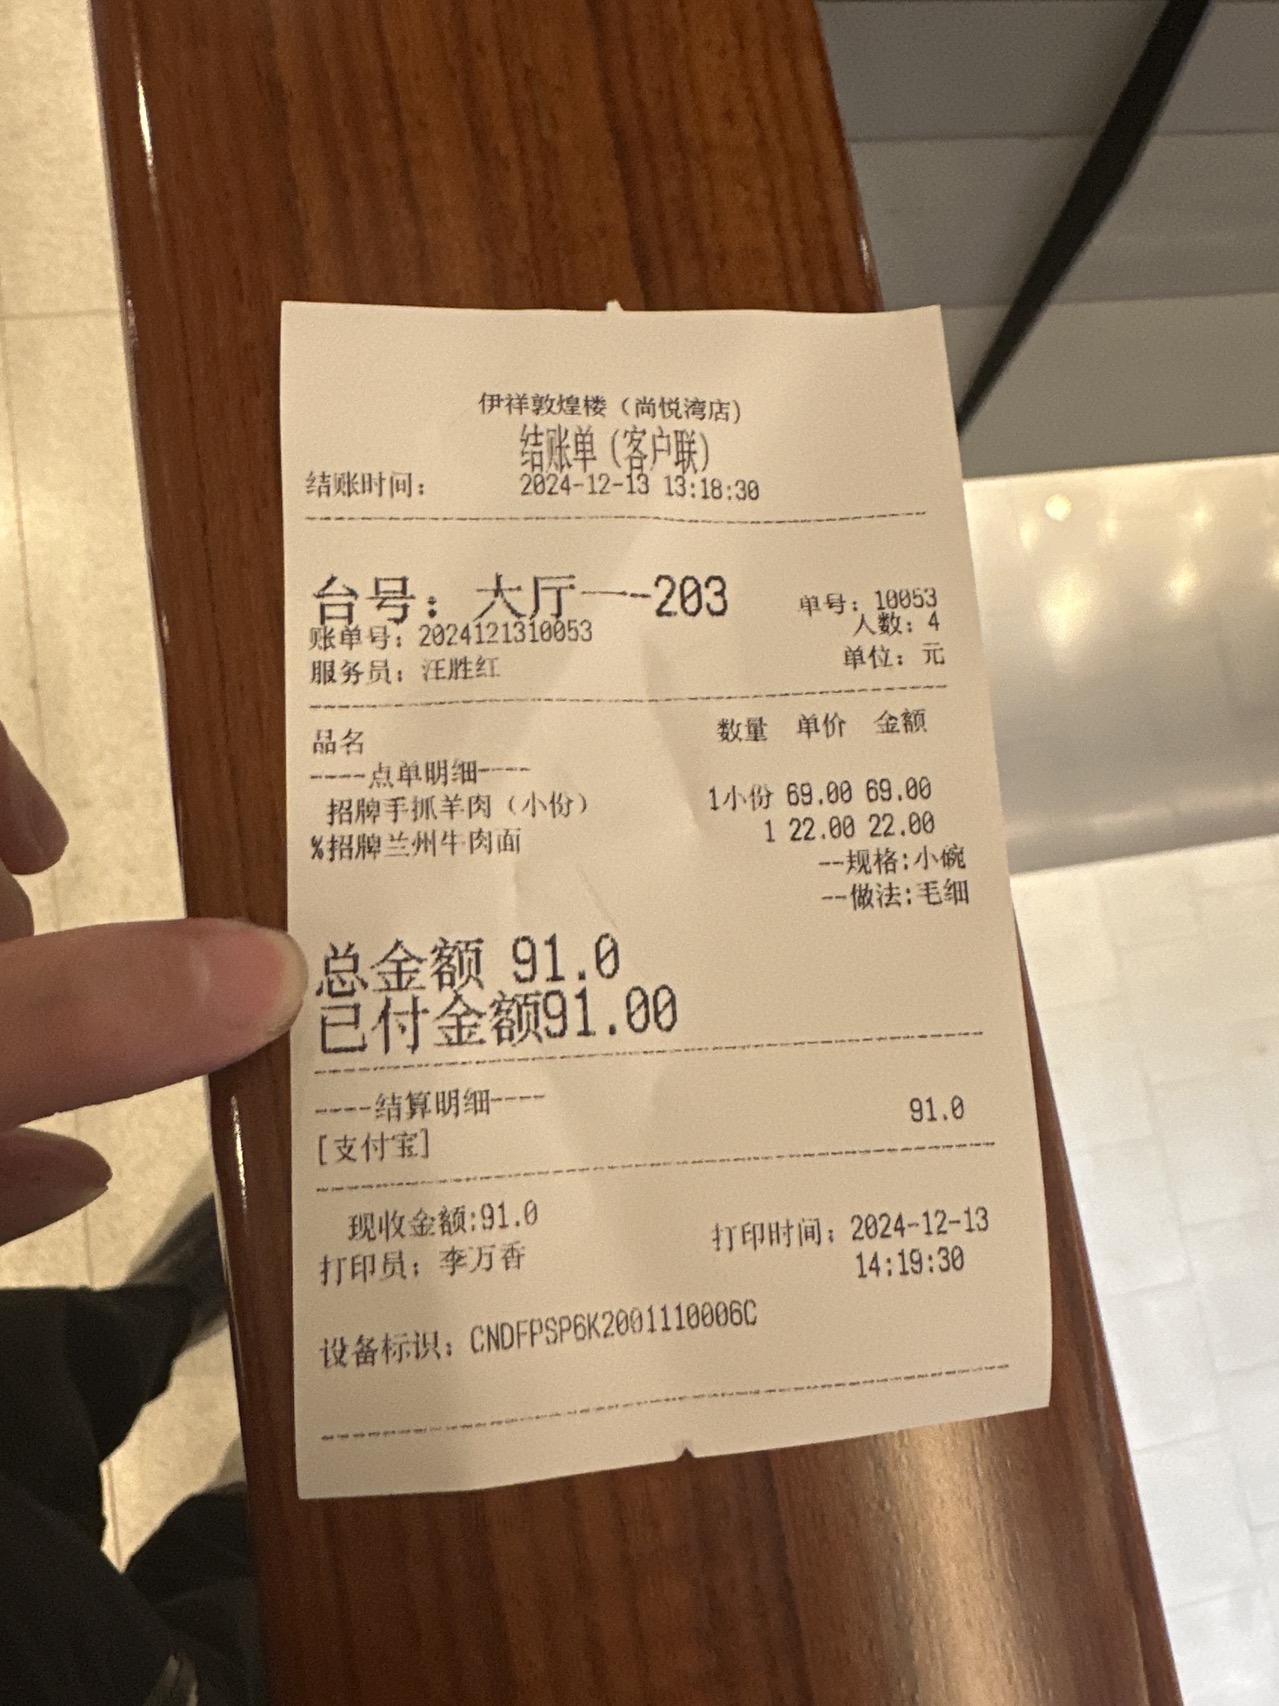 伊祥敦煌楼（尚悦湾店）
结账单（客户联）
结账时间： 2024-12-13 13:18:30
台号：大厅一-203 单号：10053
账单号：2024121310053 人数：4
服务员：汪胜红 单位：元
品名 数量 单价 金额
----点单明细----
招牌手抓羊肉（小份） 1小份 69.00 69.00
%招牌兰州牛肉面 1 22.00 22.00
--规格:小碗
--做法:毛细
总金额 91.0
已付金额91.00
----结算明细----
[支付宝] 91.0
现收金额:91.0
打印员：李万香 打印时间：2024-12-13
14:19:30
设备标识：CNDFPSP6K2001110006C